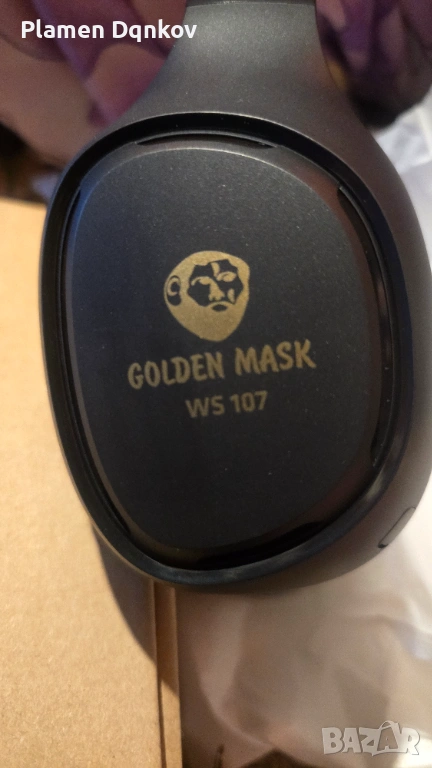 Plamen Dqnkov
GOLDEN MASK
WS 107
BAZAR